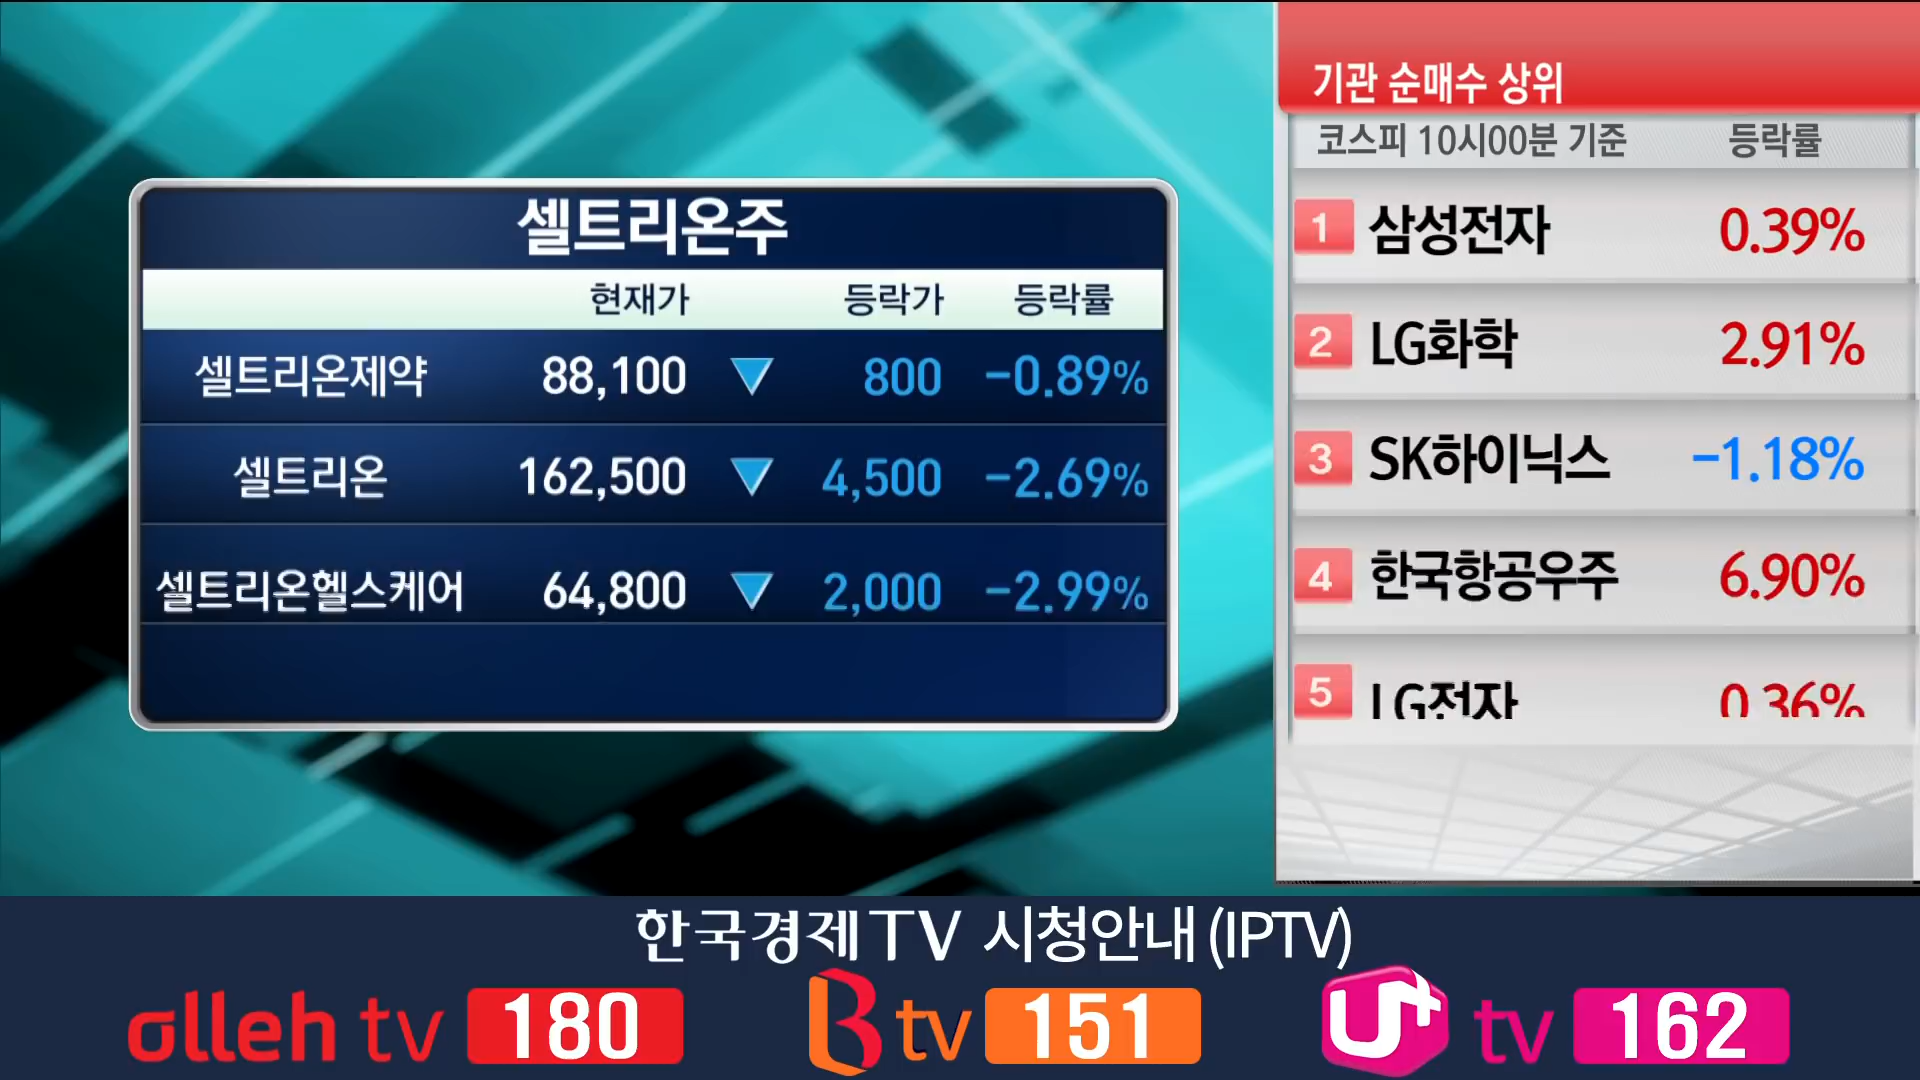 셀트리온주
현재가 등락가 등락률
셀트리온제약 88,100 ▼ 800 -0.89%
셀트리온 162,500 ▼ 4,500 -2.69%
셀트리온헬스케어 64,800 ▼ 2,000 -2.99%
기관 순매수 상위
코스피 10시00분 기준 등락률
1 삼성전자 0.39%
2 LG화학 2.91%
3 SK하이닉스 -1.18%
4 한국항공우주 6.90%
5 LG전자 0.36%
한국경제TV 시청안내(IPTV)
olleh tv 180 B tv 151 U+ tv 162